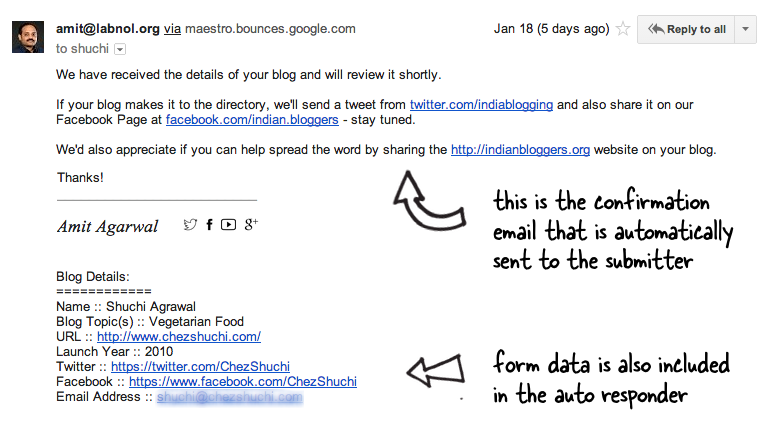 amit@labnol.org via maestro.bounces.google.com
Jan 18 (5 days ago)
Reply to all
to shuchi
We have received the details of your blog and will review it shortly.
If your blog makes it to the directory, we'll send a tweet from twitter.com/indiablogging and also share it on our
Facebook Page at facebook.com/indian.bloggers - stay tuned.
We'd also appreciate if you can help spread the word by sharing the http://indianbloggers.org website on your blog.
Thanks!
Amit Agarwal
this is the confirmation
email that is automatically
sent to the submitter
Blog Details:
============
Name :: Shuchi Agrawal
Blog Topic(s) :: Vegetarian Food
URL :: http://www.chezshuchi.com/
Launch Year :: 2010
Twitter :: https://twitter.com/ChezShuchi
Facebook :: https://www.facebook.com/ChezShuchi
Email Address ::
form data is also included
in the auto responder